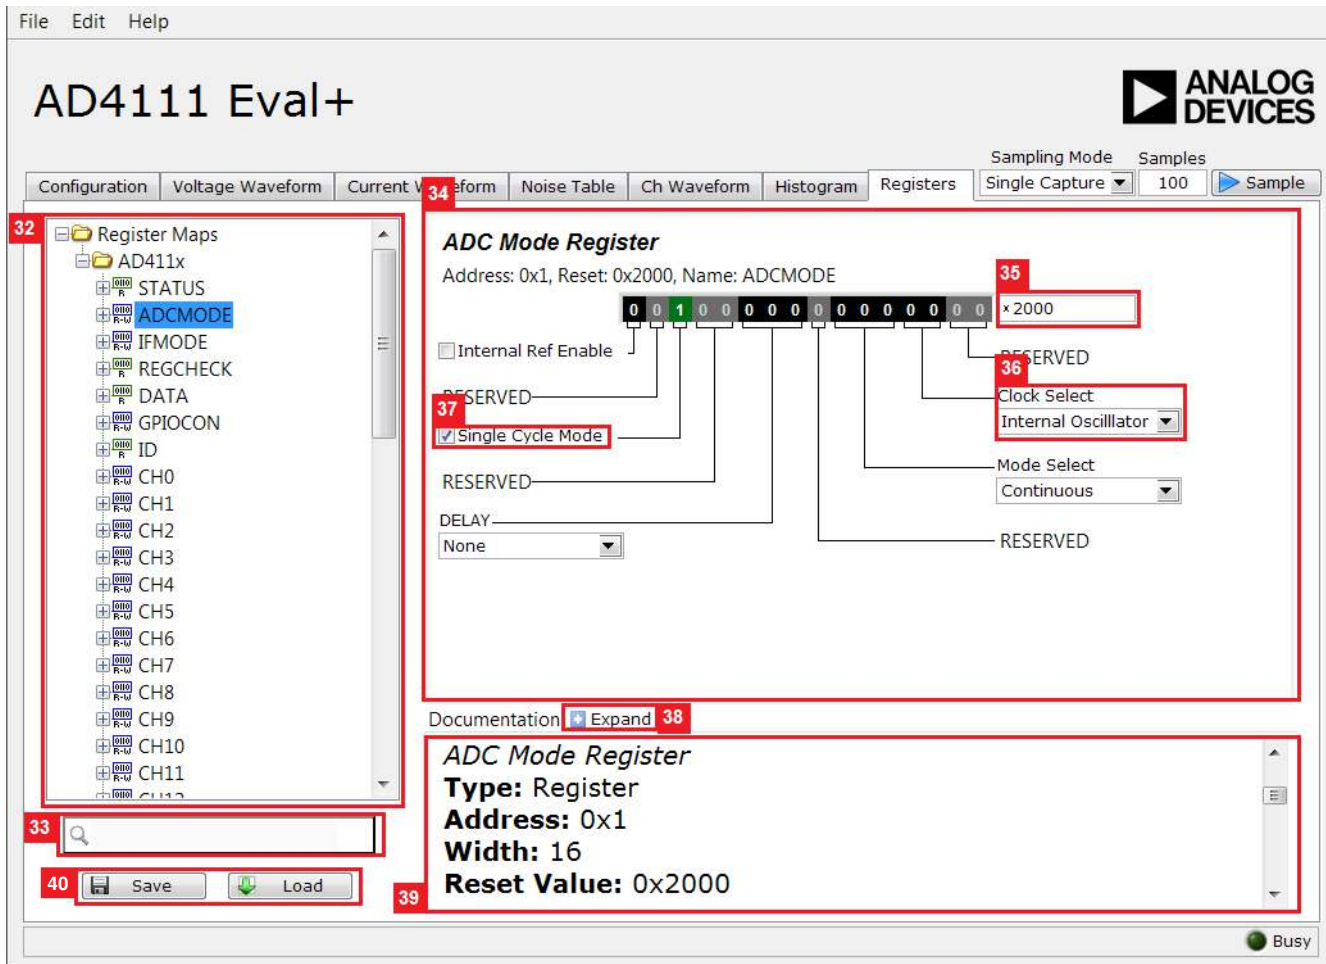 File Edit Help
AD4111 Eval+
ANALOG
DEVICES
Sampling Mode Samples
Configuration Voltage Waveform Current W eform Noise Table Ch Waveform Histogram Registers Single Capture 100 Sample
34
32
Register Maps
AD411x
STATUS
ADCMODE
IFMODE
REGCHECK
DATA
GPIOCON
ID
CH0
CH1
CH2
CH3
CH4
CH5
CH6
CH7
CH8
CH9
CH10
CH11
33
40 Save Load
ADC Mode Register
Address: 0x1, Reset: 0x2000, Name: ADCMODE
35
0 0 1 0 0 0 0 0 0 0 0 0 0 0 0 0 x 2000
Internal Ref Enable
RESERVED
36
RESERVED
37
Clock Select
Single Cycle Mode
Internal Oscilllator
Mode Select
RESERVED
Continuous
DELAY
None
RESERVED
Documentation Expand 38
ADC Mode Register
Type: Register
Address: 0x1
Width: 16
Reset Value: 0x2000
39
Busy